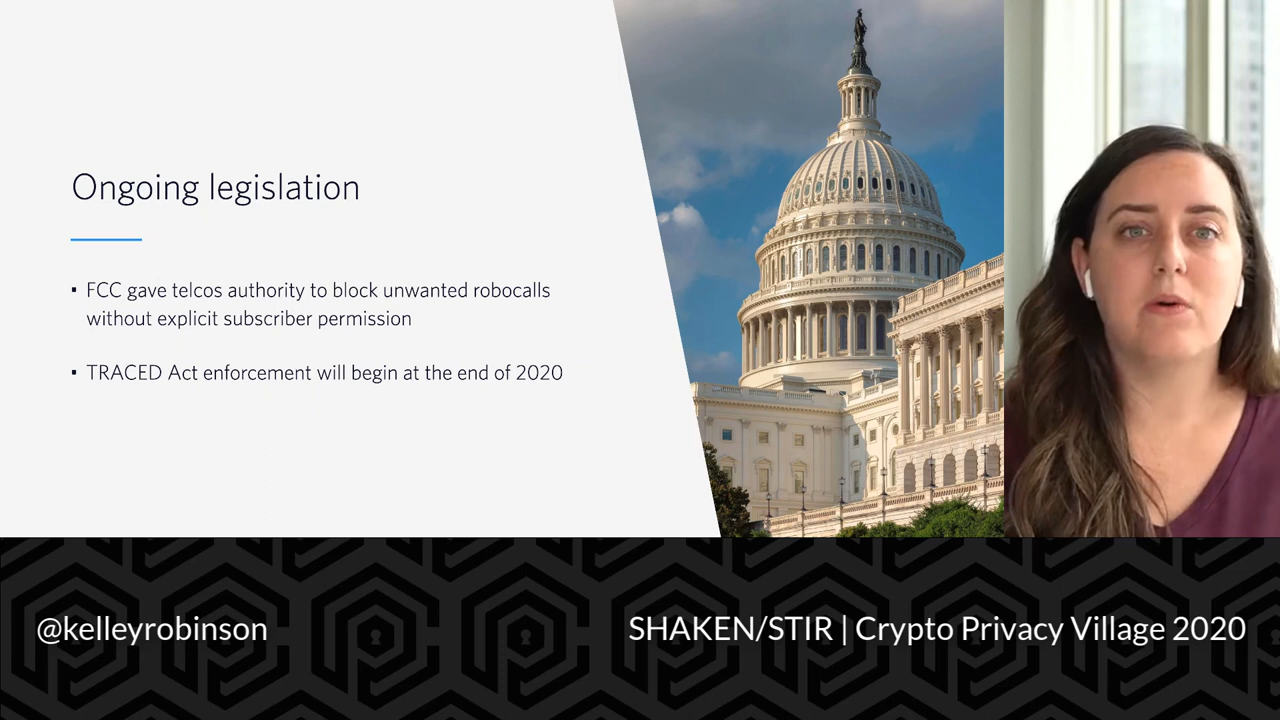 Ongoing legislation
▪ FCC gave telcos authority to block unwanted robocalls
without explicit subscriber permission
▪ TRACED Act enforcement will begin at the end of 2020
@kelleyrobinson
SHAKEN/STIR | Crypto Privacy Village 2020